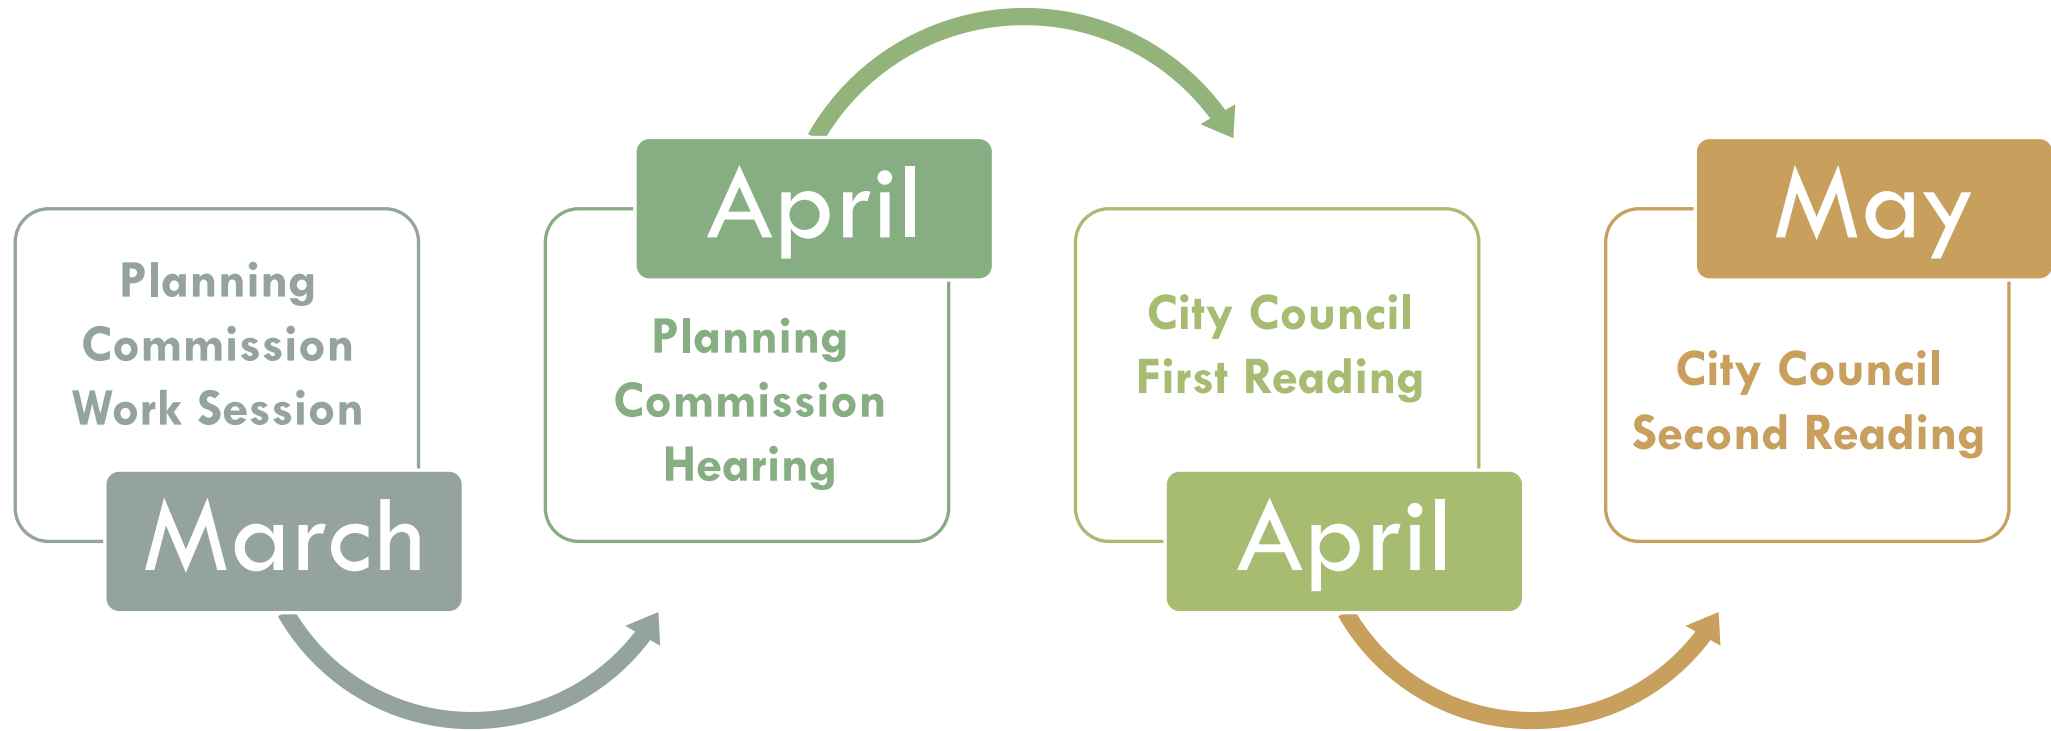 Planning
Commission
Work Session
March
April
Planning
Commission
Hearing
City Council
First Reading
April
May
City Council
Second Reading